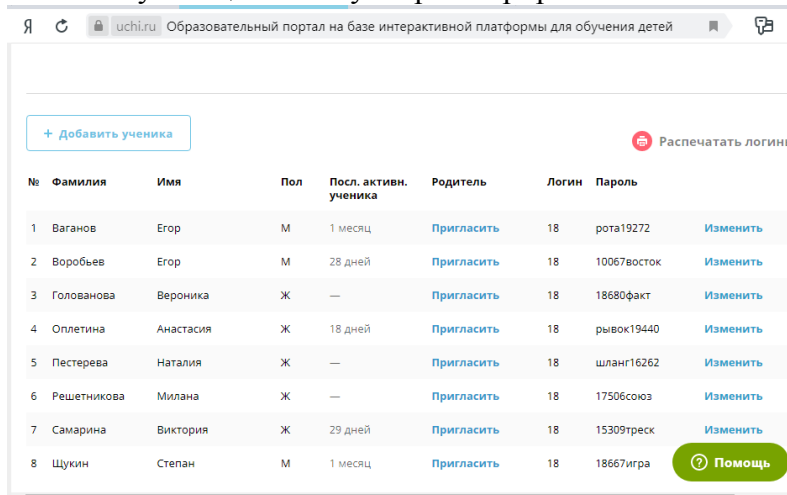 uchi.ru Образовательный портал на базе интерактивной платформы для обучения детей
+ Добавить ученика
Распечатать логины
№ Фамилия Имя Пол Посл. активн. ученика Родитель Логин Пароль
1 Ваганов Егор М 1 месяц Пригласить 18 рота19272 Изменить
2 Воробьев Егор М 28 дней Пригласить 18 10067восток Изменить
3 Голованова Вероника Ж — Пригласить 18 18680факт Изменить
4 Оплетина Анастасия Ж 18 дней Пригласить 18 рывок19440 Изменить
5 Пестерева Наталия Ж — Пригласить 18 шланг16262 Изменить
6 Решетникова Милана Ж — Пригласить 18 17506союз Изменить
7 Самарина Виктория Ж 29 дней Пригласить 18 15309треск Изменить
8 Щукин Степан М 1 месяц Пригласить 18 18667игра
Помощь